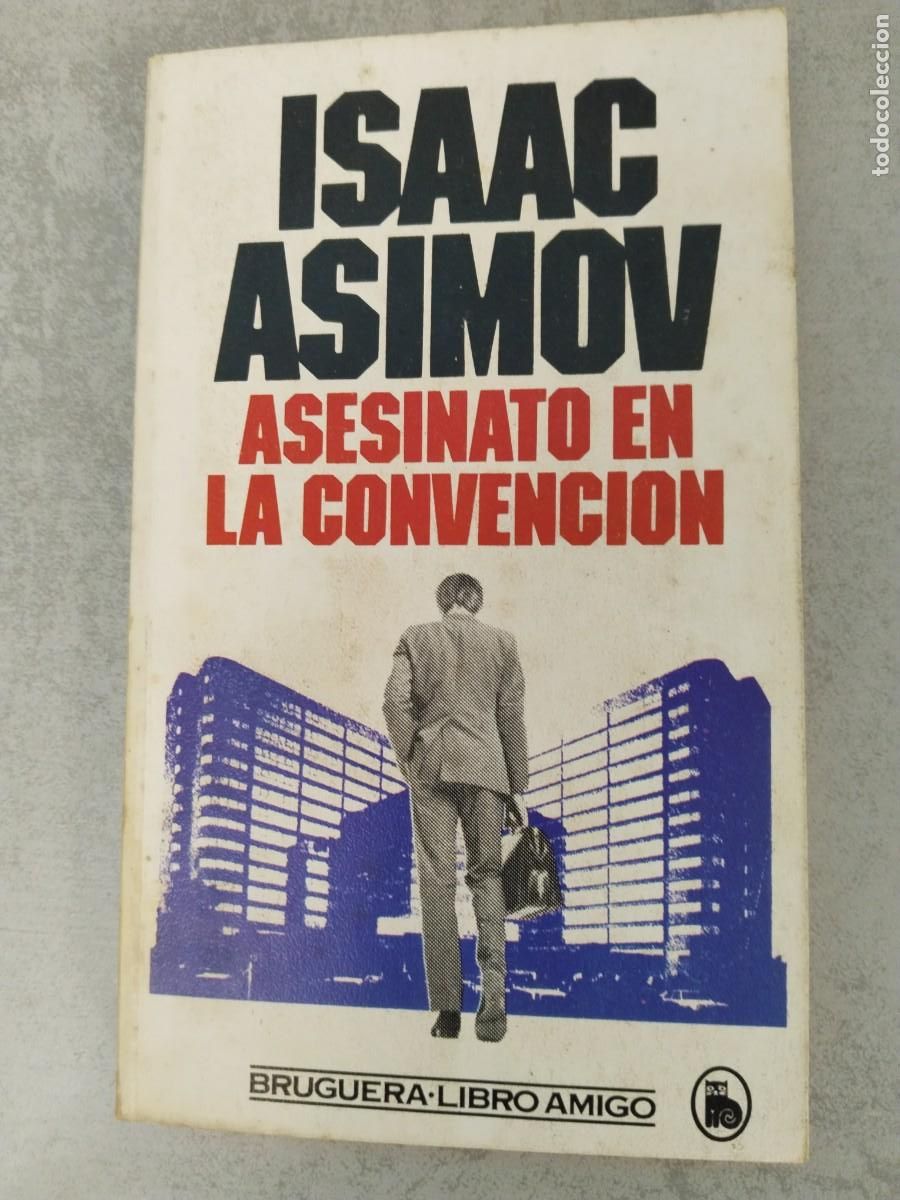 ISAAC
ASIMOV
ASESINATO EN
LA CONVENCION
BRUGUERA·LIBRO AMIGO
todocoleccion